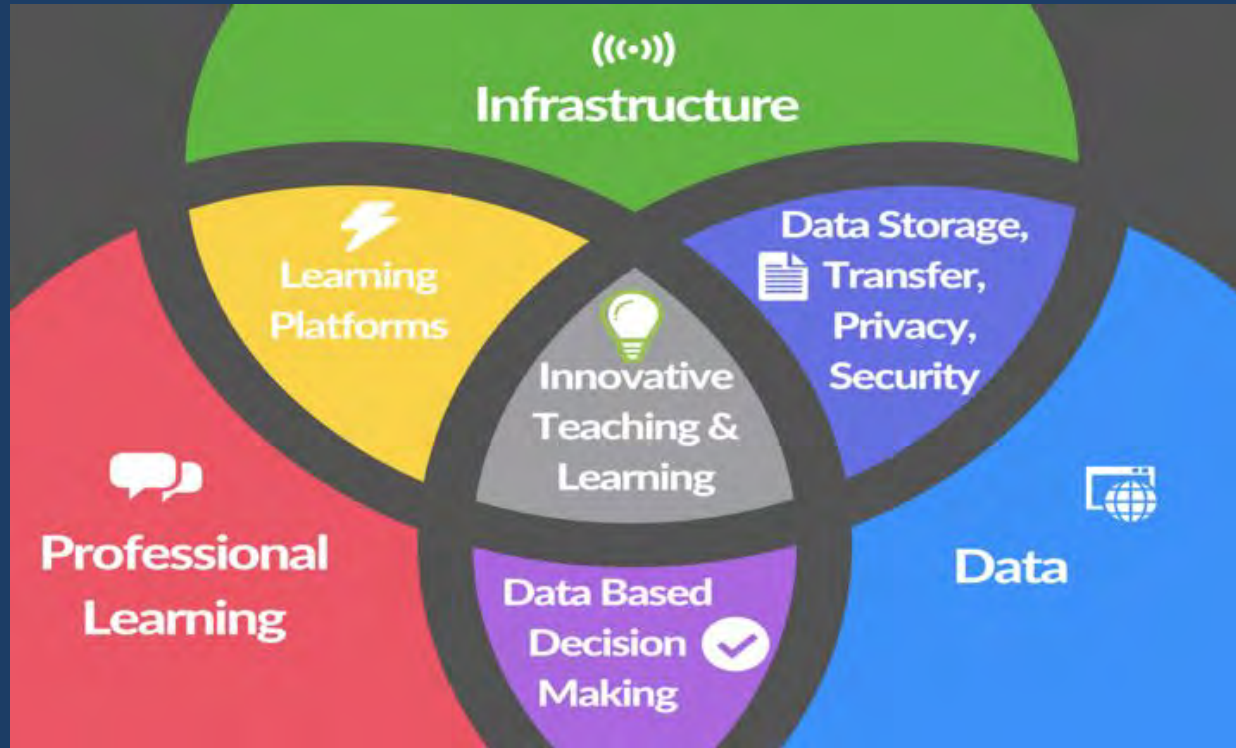 Infrastructure
Learning
Platforms
Data Storage,
Transfer,
Privacy,
Security
Innovative
Teaching &
Learning
Professional
Learning
Data
Data Based
Decision
Making